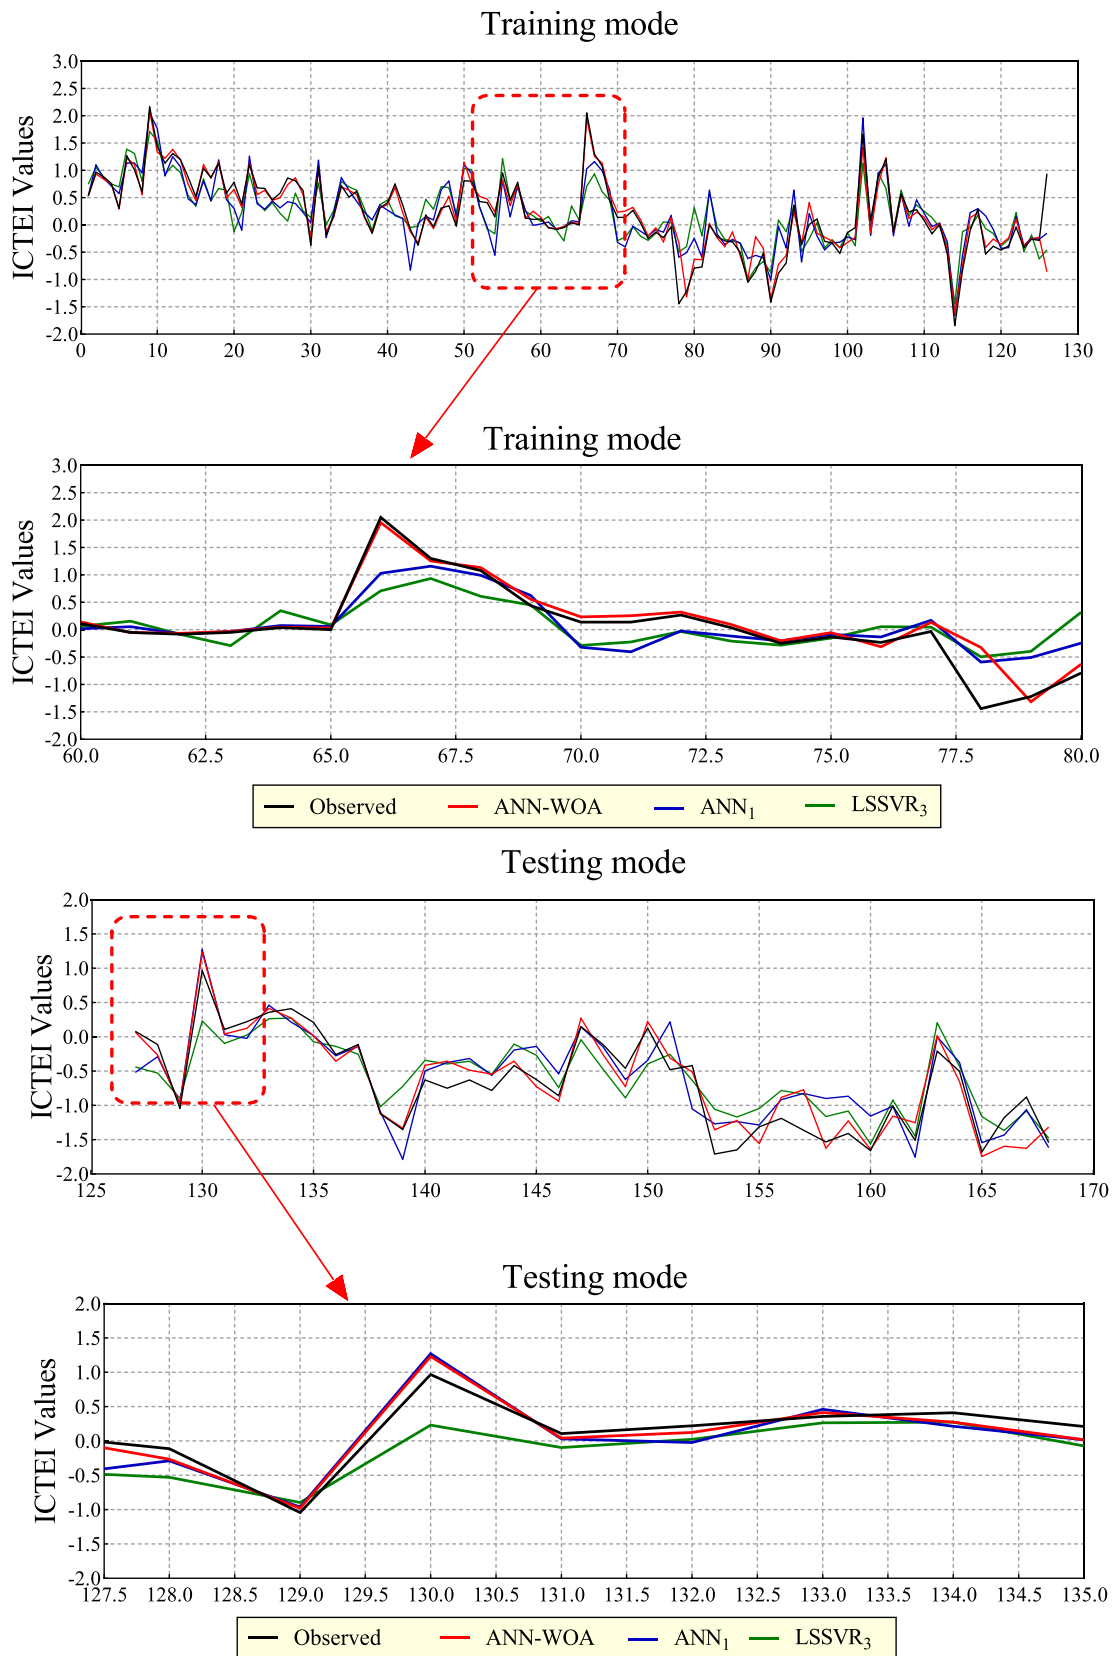 Training mode
ICTEI Values
3.0
2.5
2.0
1.5
1.0
0.5
0.0
-0.5
-1.0
-1.5
-2.0
0 10 20 30 40 50 60 70 80 90 100 110 120 130
Training mode
ICTEI Values
3.0
2.5
2.0
1.5
1.0
0.5
0.0
-0.5
-1.0
-1.5
-2.0
60.0 62.5 65.0 67.5 70.0 72.5 75.0 77.5 80.0
Observed ANN-WOA ANN₁ LSSVR₃
Testing mode
ICTEI Values
2.0
1.5
1.0
0.5
0.0
-0.5
-1.0
-1.5
-2.0
125 130 135 140 145 150 155 160 165 170
Testing mode
ICTEI Values
2.0
1.5
1.0
0.5
0.0
-0.5
-1.0
-1.5
-2.0
127.5 128.0 128.5 129.0 129.5 130.0 130.5 131.0 131.5 132.0 132.5 133.0 133.5 134.0 134.5 135.0
Observed ANN-WOA ANN₁ LSSVR₃